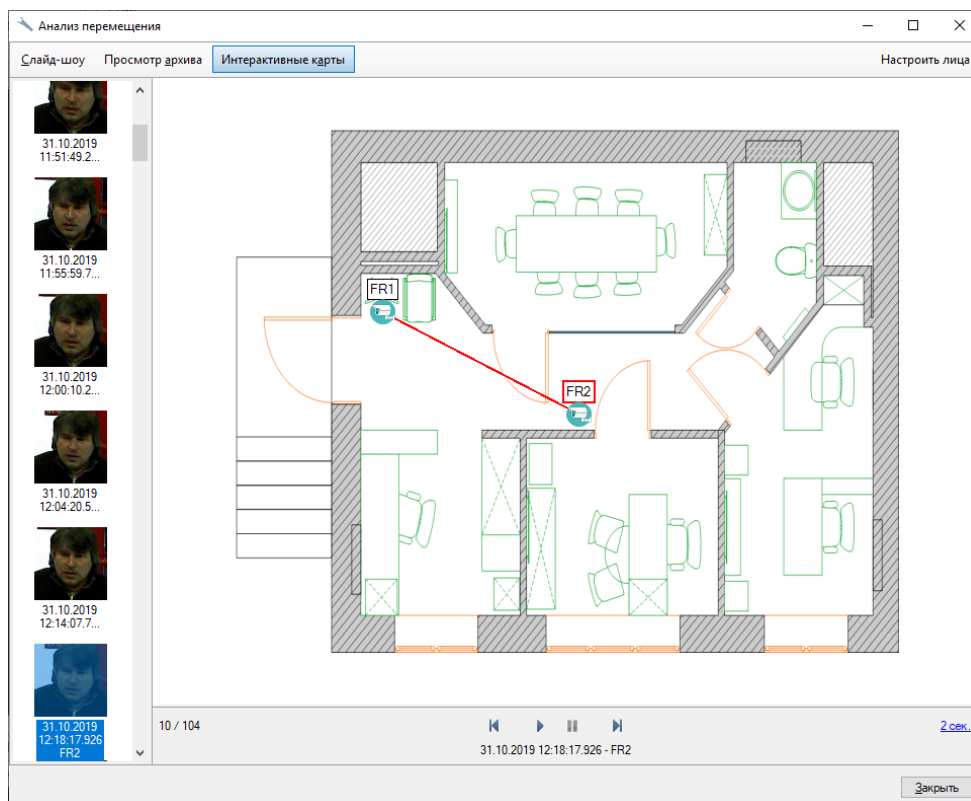 Анализ перемещения
Слайд-шоу Просмотр архива Интерактивные карты Настроить лица
31.10.2019
11:51:49.2...
31.10.2019
11:55:59.7...
31.10.2019
12:00:10.2...
31.10.2019
12:04:20.5...
31.10.2019
12:14:07.7...
31.10.2019
12:18:17.926
FR2
FR1
FR2
10 / 104
2 сек.
31.10.2019 12:18:17.926 - FR2
Закрыть